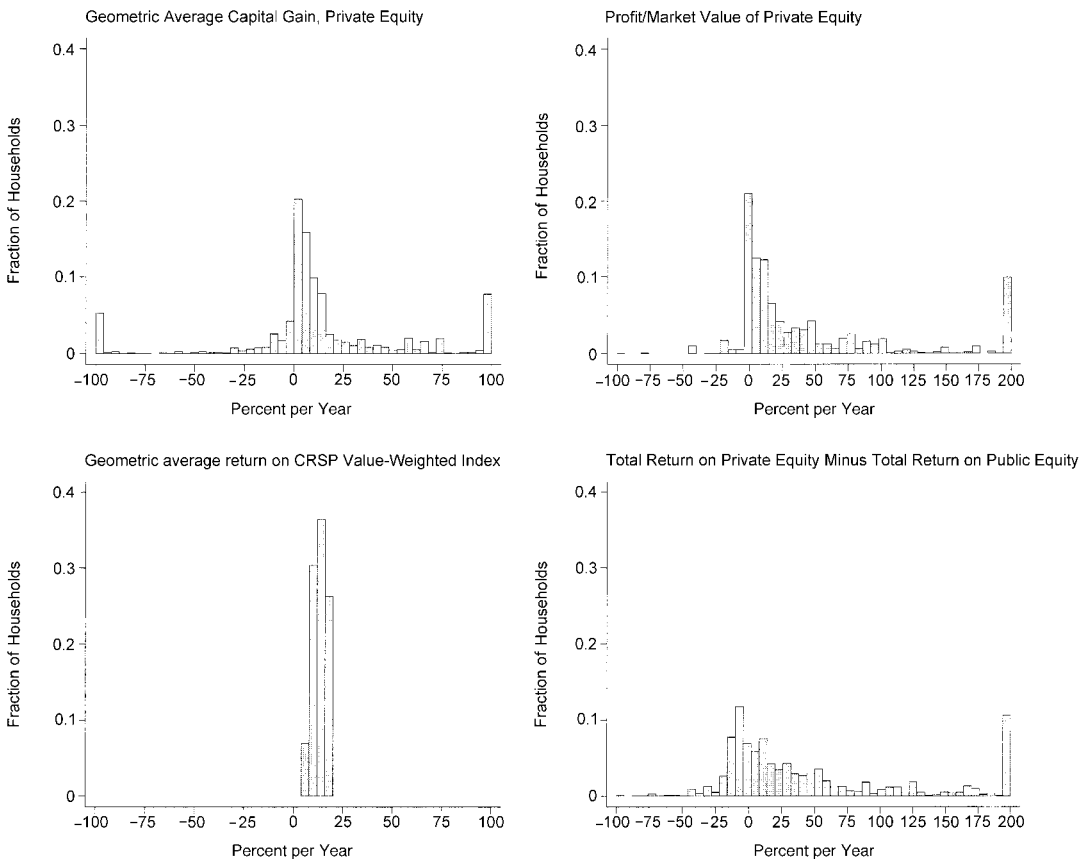 Geometric Average Capital Gain, Private Equity
Fraction of Households
0.4
0.3
0.2
0.1
0
−100 −75 −50 −25 0 25 50 75 100
Percent per Year
Profit/Market Value of Private Equity
Fraction of Households
0.4
0.3
0.2
0.1
0
−100 −75 −50 −25 0 25 50 75 100 125 150 175 200
Percent per Year
Geometric average return on CRSP Value-Weighted Index
Fraction of Households
0.4
0.3
0.2
0.1
0
−100 −75 −50 −25 0 25 50 75 100
Percent per Year
Total Return on Private Equity Minus Total Return on Public Equity
Fraction of Households
0.4
0.3
0.2
0.1
0
−100 −75 −50 −25 0 25 50 75 100 125 150 175 200
Percent per Year